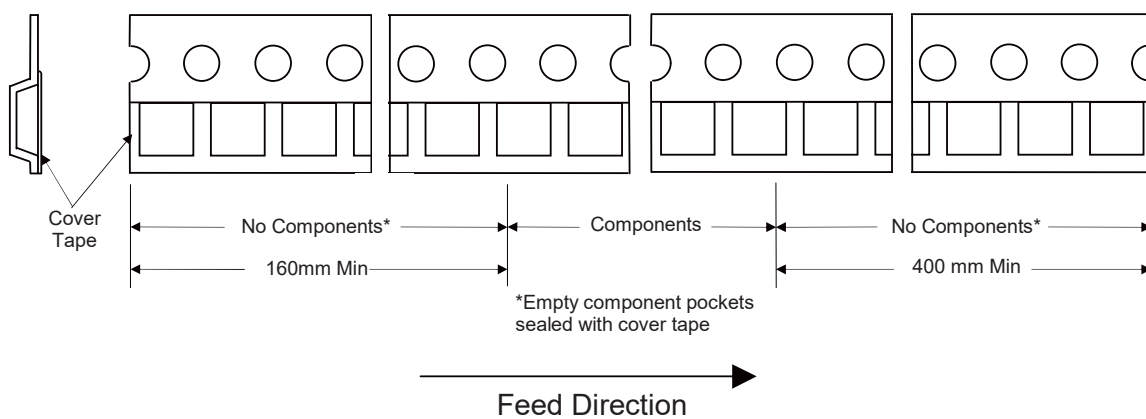 Cover
Tape
No Components*
Components
No Components*
160mm Min
400 mm Min
*Empty component pockets
sealed with cover tape
Feed Direction